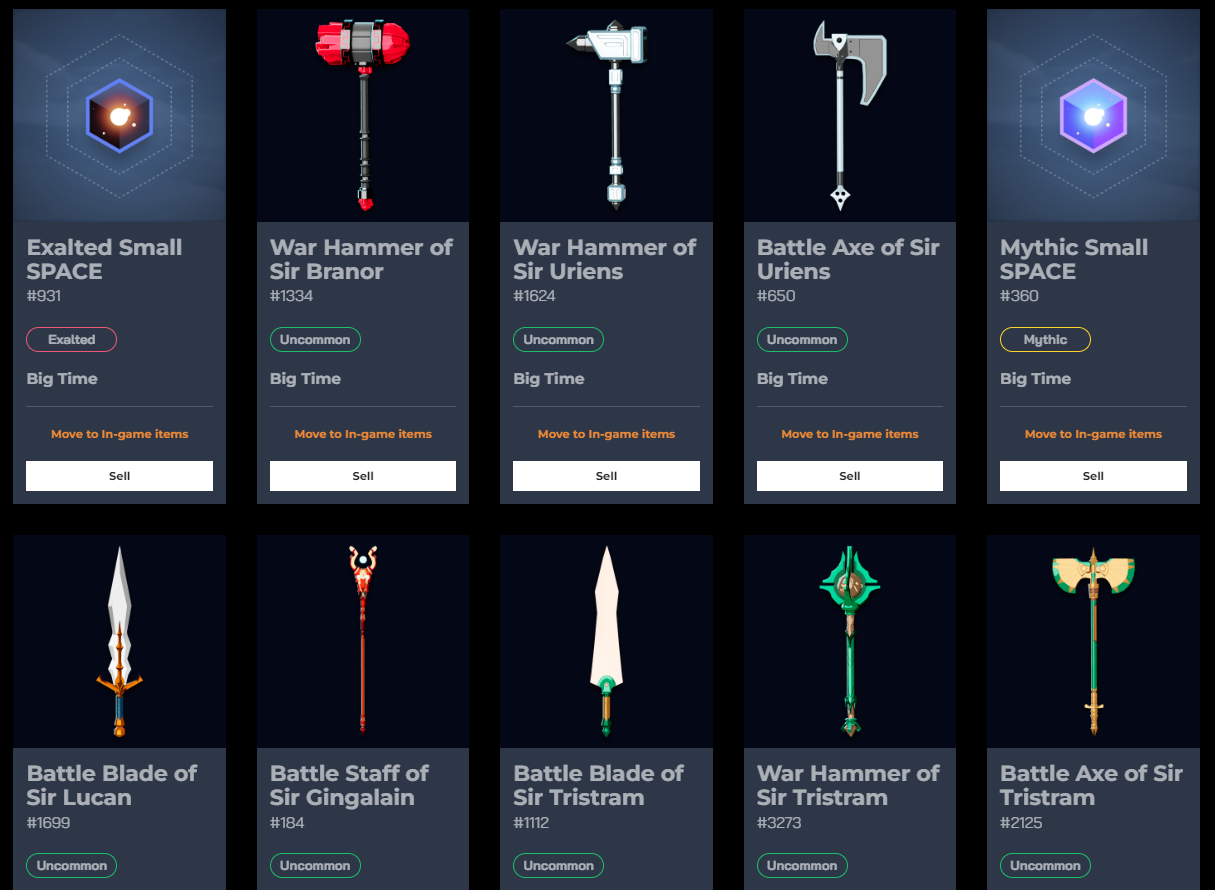 Exalted Small
SPACE
#931
Exalted
Big Time
Move to In-game items
Sell
War Hammer of
Sir Branor
#1334
Uncommon
Big Time
Move to In-game items
Sell
War Hammer of
Sir Uriens
#1624
Uncommon
Big Time
Move to In-game items
Sell
Battle Axe of Sir
Uriens
#650
Uncommon
Big Time
Move to In-game items
Sell
Mythic Small
SPACE
#360
Mythic
Big Time
Move to In-game items
Sell
Battle Blade of
Sir Lucan
#1699
Uncommon
Battle Staff of
Sir Gingalain
#184
Uncommon
Battle Blade of
Sir Tristram
#1112
Uncommon
War Hammer of
Sir Tristram
#3273
Uncommon
Battle Axe of Sir
Tristram
#2125
Uncommon